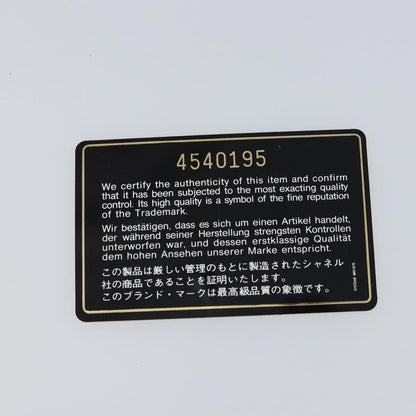 4540195
We certify the authenticity of this item and confirm
that it has been subjected to the most exacting quality
control. Its high quality is a symbol of the fine reputation
of the Trademark.
Wir bestätigen, dass es sich um einen Artikel handelt,
der während seiner Herstellung strengsten Kontrollen
unterworfen war, und dessen erstklassige Qualität
dem hohen Ansehen unserer Marke entspricht.
この製品は厳しい管理のもとに製造されたシャネル
社の商品であることを証明いたします。
このブランド・マークは最高級品質の象徴です。